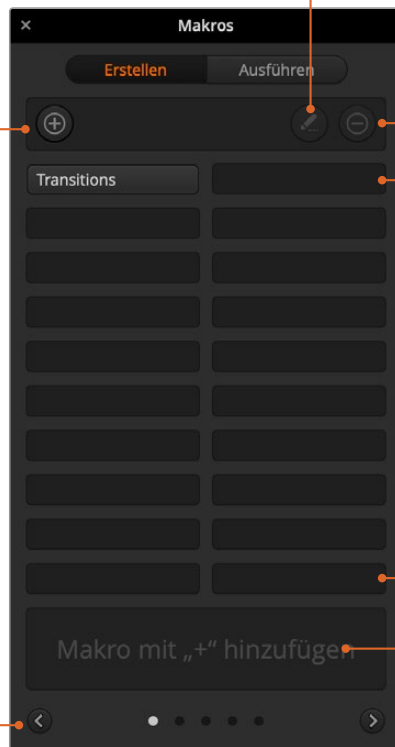 Makros
Erstellen Ausführen
Transitions
Makro mit „+“ hinzufügen